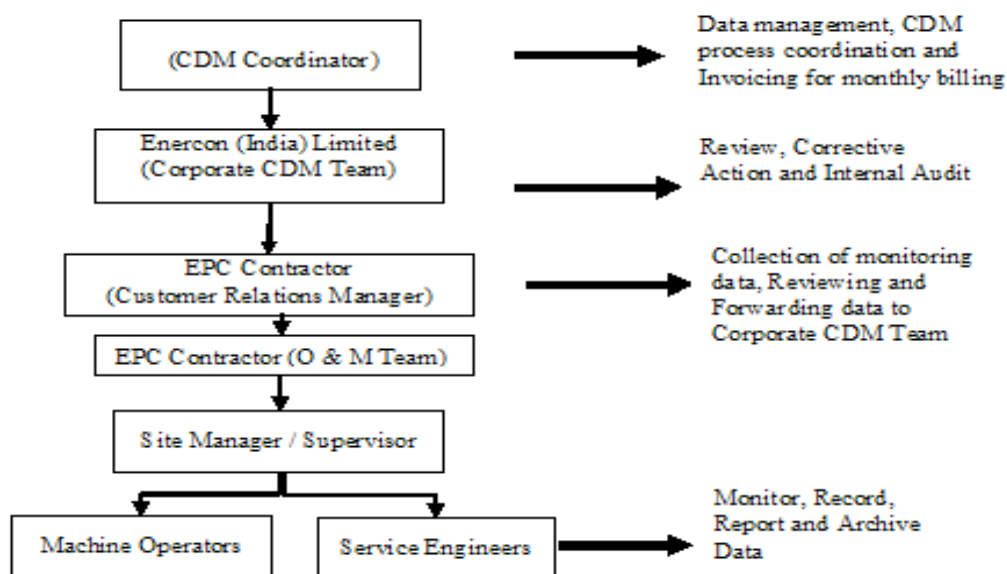 (CDM Coordinator)
Data management, CDM
process coordination and
Invoicing for monthly billing
Enercon (India) Limited
(Corporate CDM Team)
Review, Corrective
Action and Internal Audit
EPC Contractor
(Customer Relations Manager)
Collection of monitoring
data, Reviewing and
Forwarding data to
Corporate CDM Team
EPC Contractor (O & M Team)
Site Manager / Supervisor
Machine Operators
Service Engineers
Monitor, Record,
Report and Archive
Data